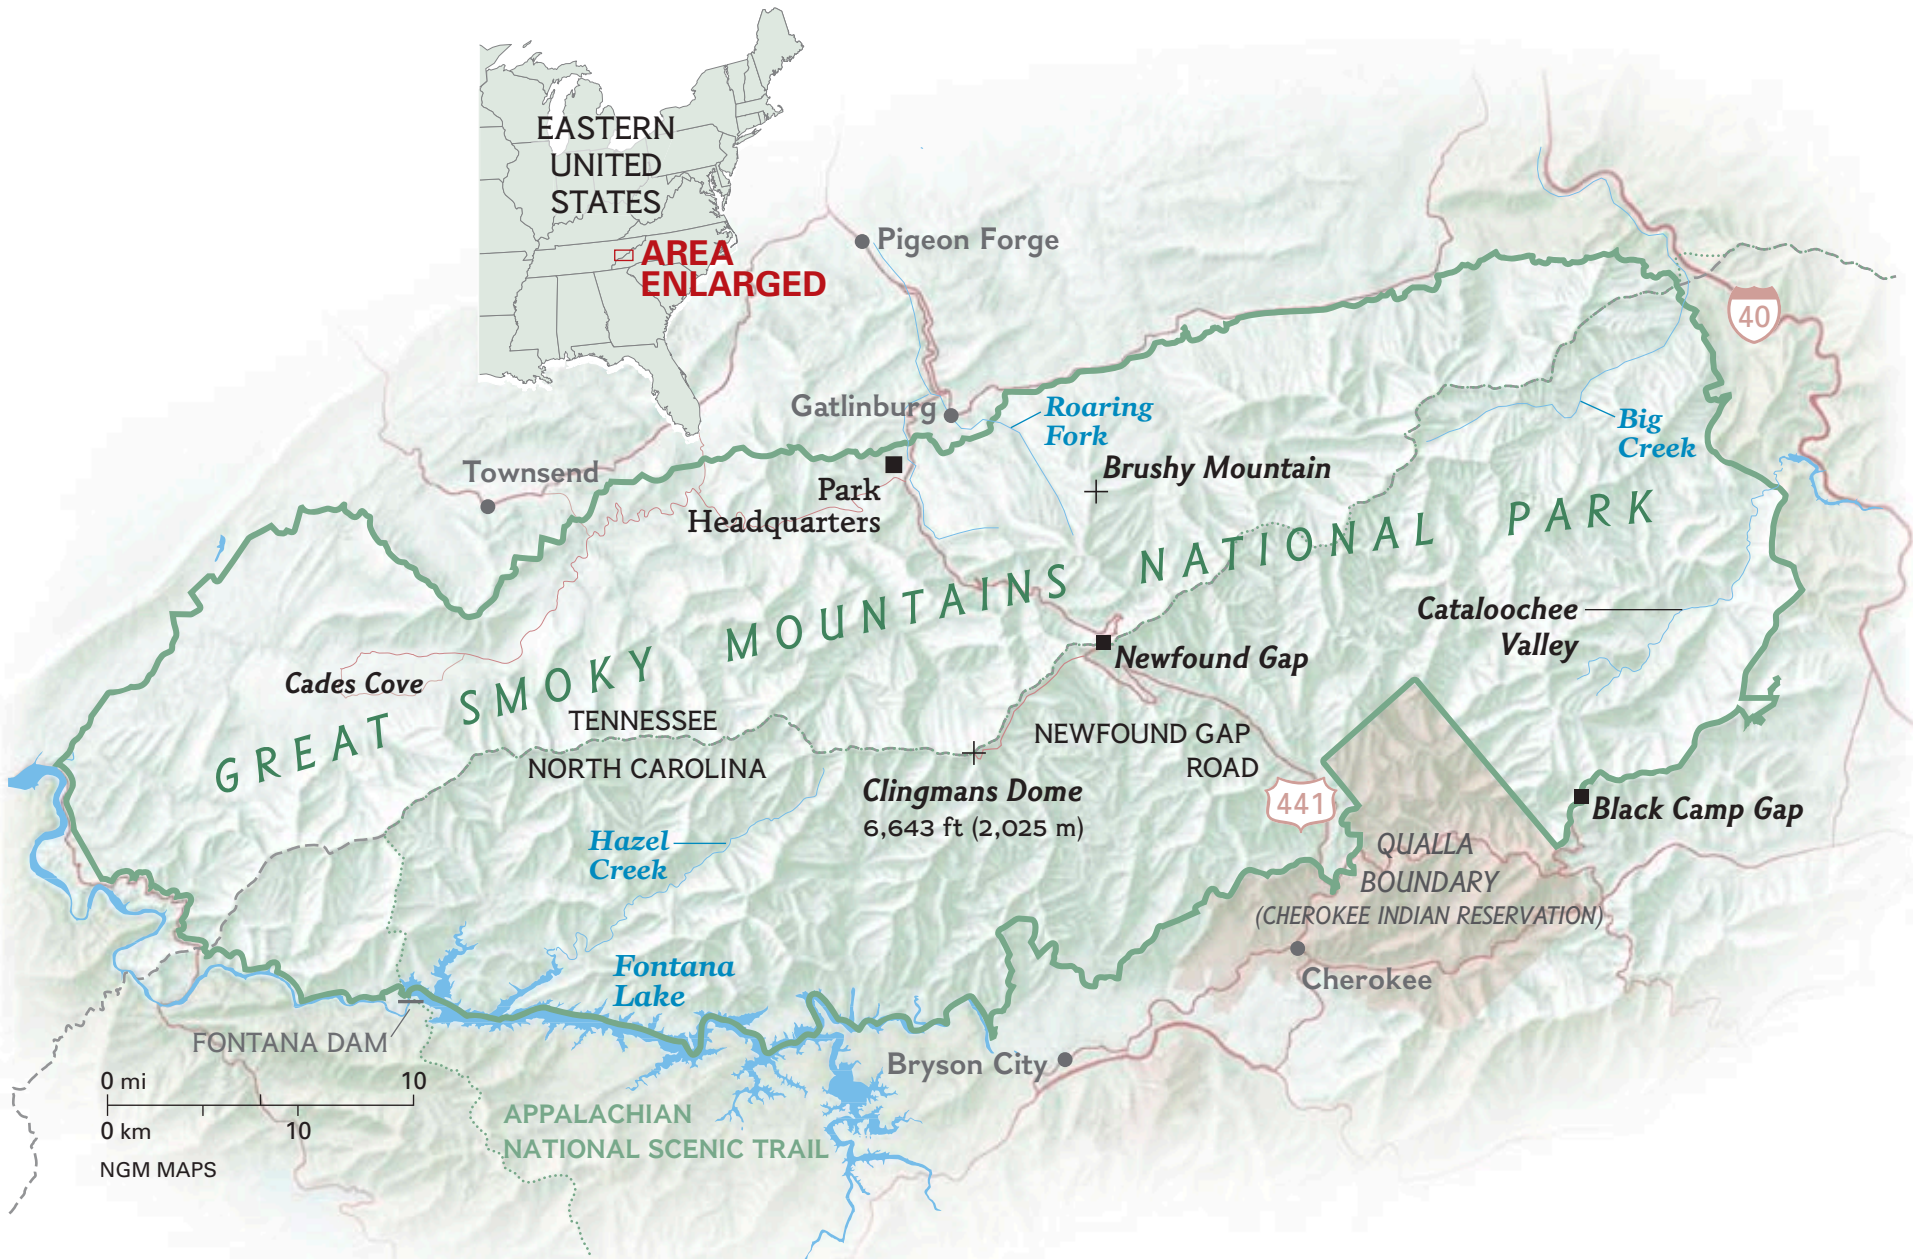 EASTERN
UNITED
STATES
AREA
ENLARGED
Pigeon Forge
40
Gatlinburg
Roaring
Fork
Big
Creek
Townsend
Brushy Mountain
Park
Headquarters
GREAT SMOKY MOUNTAINS NATIONAL PARK
Cataloochee
Valley
Newfound Gap
Cades Cove
TENNESSEE
NORTH CAROLINA
NEWFOUND GAP
ROAD
Clingmans Dome
6,643 ft (2,025 m)
441
Black Camp Gap
Hazel
Creek
QUALLA
BOUNDARY
(CHEROKEE INDIAN RESERVATION)
Fontana
Lake
Cherokee
FONTANA DAM
Bryson City
0 mi 10
0 km 10
APPALACHIAN
NATIONAL SCENIC TRAIL
NGM MAPS